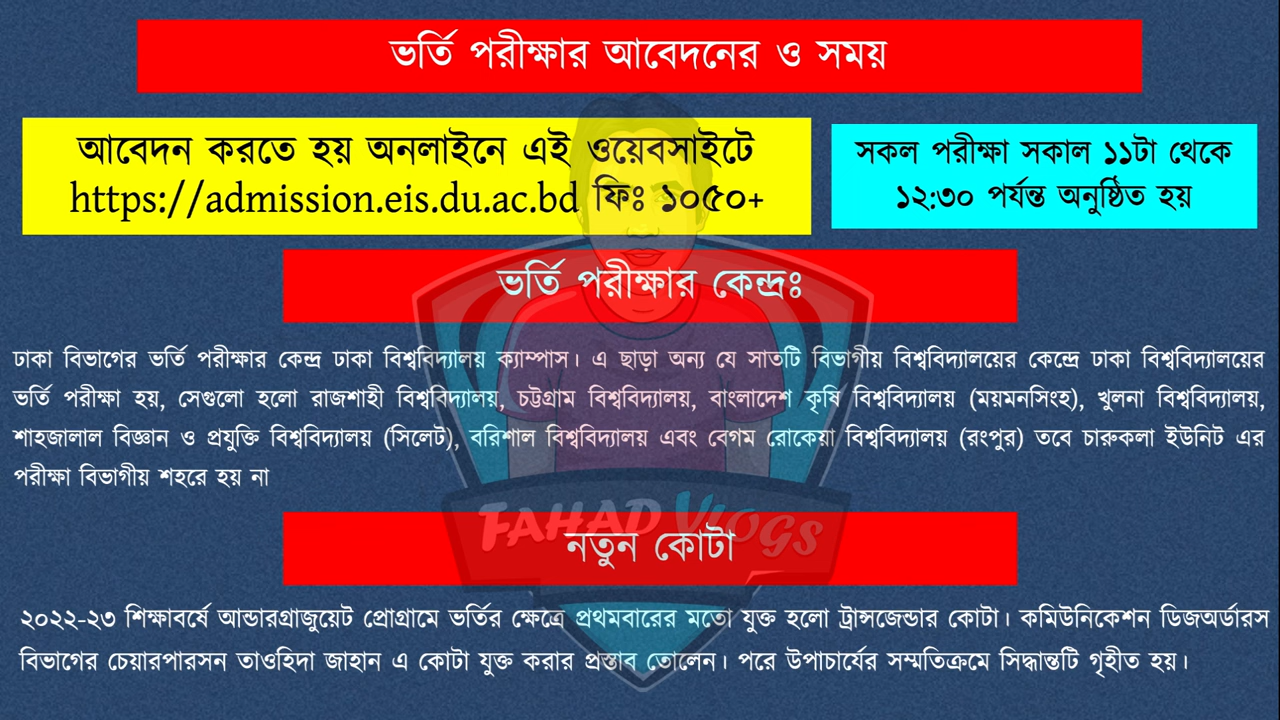 ভর্তি পরীক্ষার আবেদনের ও সময়
আবেদন করতে হয় অনলাইনে এই ওয়েবসাইটে
https://admission.eis.du.ac.bd ফিঃ ১০৫০+
সকল পরীক্ষা সকাল ১১টা থেকে
১২:৩০ পর্যন্ত অনুষ্ঠিত হয়
ভর্তি পরীক্ষার কেন্দ্রঃ
ঢাকা বিভাগের ভর্তি পরীক্ষার কেন্দ্র ঢাকা বিশ্ববিদ্যালয় ক্যাম্পাস। এ ছাড়া অন্য যে সাতটি বিভাগীয় বিশ্ববিদ্যালয়ের কেন্দ্রে ঢাকা বিশ্ববিদ্যালয়ের
ভর্তি পরীক্ষা হয়, সেগুলো হলো রাজশাহী বিশ্ববিদ্যালয়, চট্টগ্রাম বিশ্ববিদ্যালয়, বাংলাদেশ কৃষি বিশ্ববিদ্যালয় (ময়মনসিংহ), খুলনা বিশ্ববিদ্যালয়,
শাহজালাল বিজ্ঞান ও প্রযুক্তি বিশ্ববিদ্যালয় (সিলেট), বরিশাল বিশ্ববিদ্যালয় এবং বেগম রোকেয়া বিশ্ববিদ্যালয় (রংপুর) তবে চারুকলা ইউনিট এর
পরীক্ষা বিভাগীয় শহরে হয় না
FAHAD VLOGS
নতুন কোটা
২০২২-২৩ শিক্ষাবর্ষে আন্ডারগ্রাজুয়েট প্রোগ্রামে ভর্তির ক্ষেত্রে প্রথমবারের মতো যুক্ত হলো ট্রান্সজেন্ডার কোটা। কমিউনিকেশন ডিজঅর্ডারস
বিভাগের চেয়ারপারসন তাওহিদা জাহান এ কোটা যুক্ত করার প্রস্তাব তোলেন। পরে উপাচার্যের সম্মতিক্রমে সিদ্ধান্তটি গৃহীত হয়।